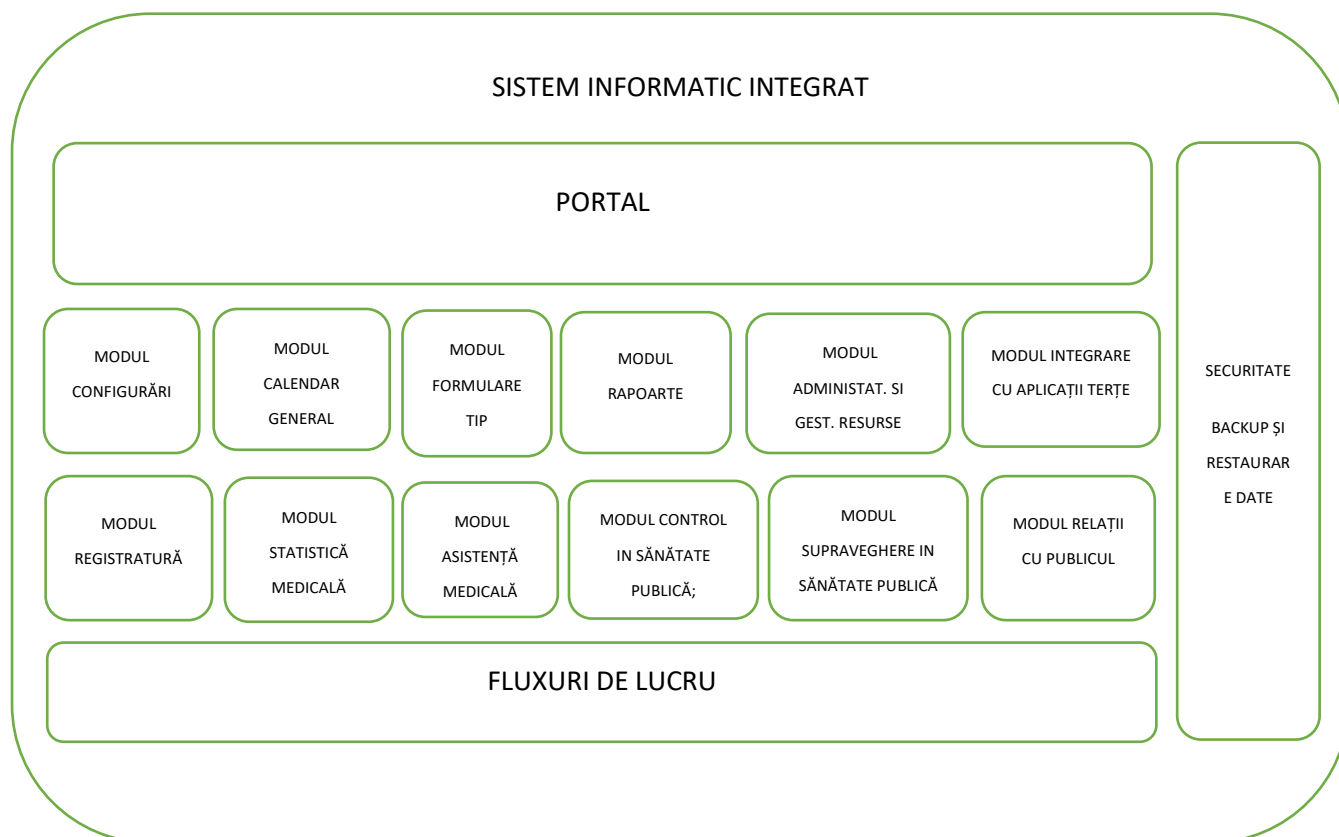 SISTEM INFORMATIC INTEGRAT
PORTAL
MODUL
CONFIGURĂRI
MODUL
CALENDAR
GENERAL
MODUL
FORMULARE
TIP
MODUL
RAPOARTE
MODUL
ADMINISTAT. SI
GEST. RESURSE
MODUL INTEGRARE
CU APLICAȚII TERȚE
MODUL
REGISTRATURĂ
MODUL
STATISTICĂ
MEDICALĂ
MODUL
ASISTENȚĂ
MEDICALĂ
MODUL CONTROL
IN SĂNĂTATE
PUBLICĂ;
MODUL
SUPRAVEGHERE IN
SĂNĂTATE PUBLICĂ
MODUL RELAȚII
CU PUBLICUL
FLUXURI DE LUCRU
SECURITATE
BACKUP ȘI
RESTAURAR
E DATE